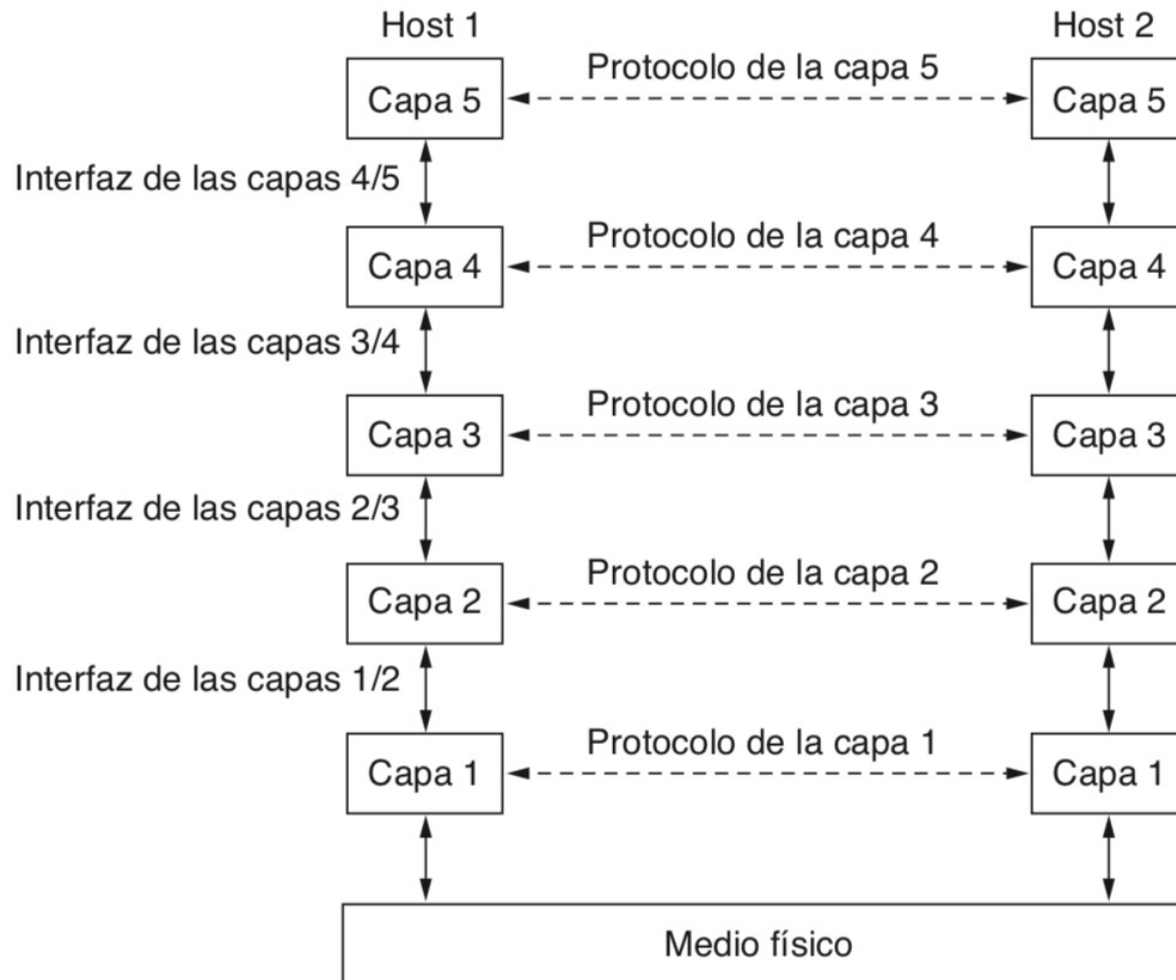 Host 1
Host 2
Protocolo de la capa 5
Capa 5
Capa 5
Interfaz de las capas 4/5
Protocolo de la capa 4
Capa 4
Capa 4
Interfaz de las capas 3/4
Protocolo de la capa 3
Capa 3
Capa 3
Interfaz de las capas 2/3
Protocolo de la capa 2
Capa 2
Capa 2
Interfaz de las capas 1/2
Protocolo de la capa 1
Capa 1
Capa 1
Medio físico